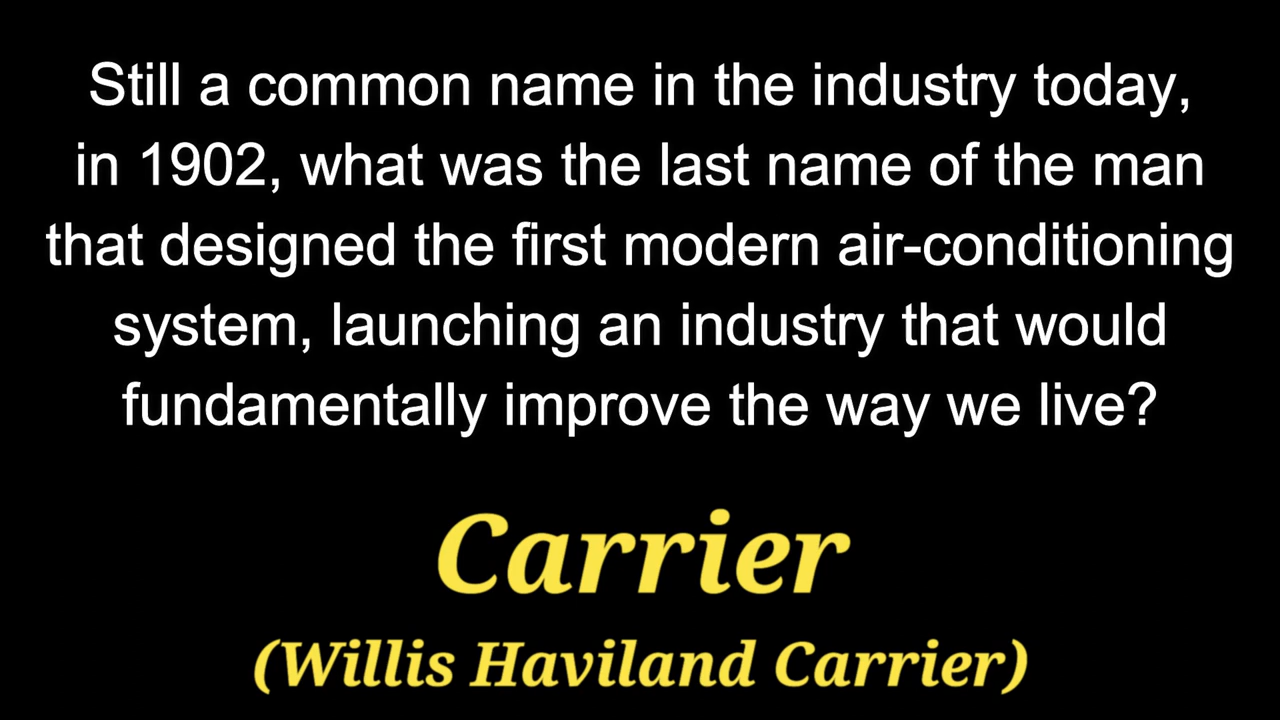 Still a common name in the industry today,
in 1902, what was the last name of the man
that designed the first modern air-conditioning
system, launching an industry that would
fundamentally improve the way we live?
Carrier
(Willis Haviland Carrier)